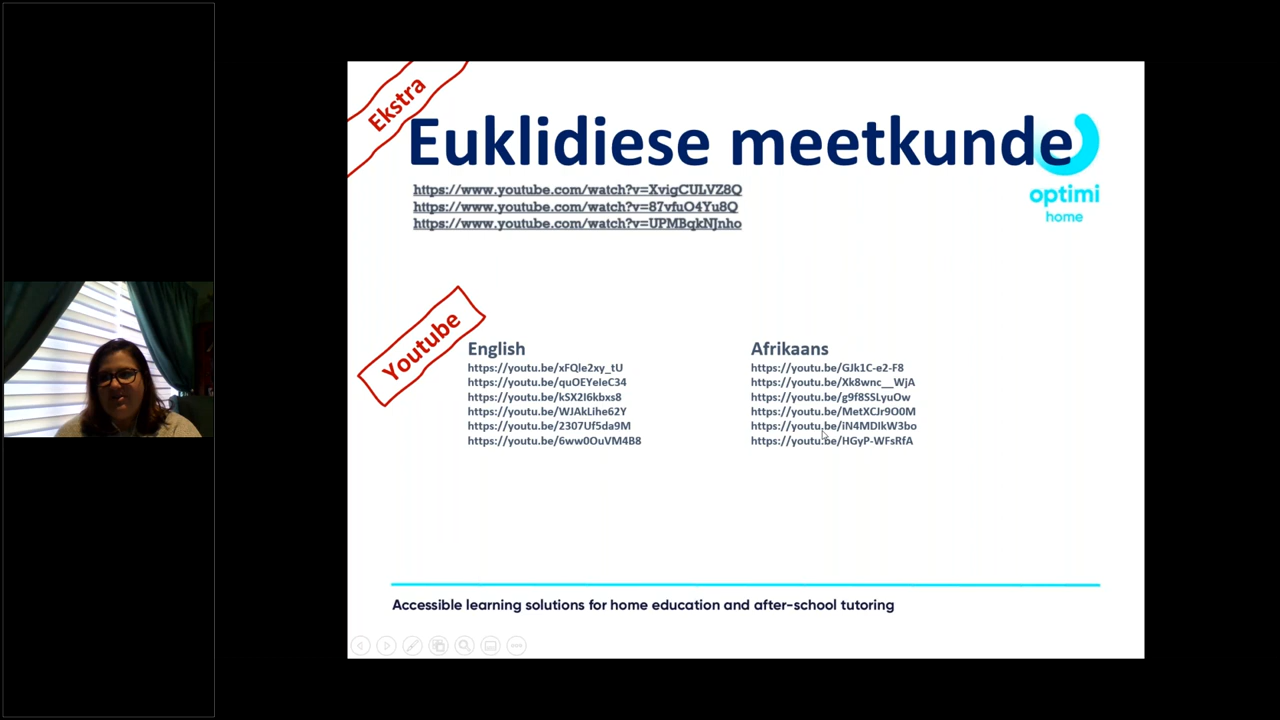 Ekstra
Euklidiese meetkunde
https://www.youtube.com/watch?v=XvigCULVZ8Q
https://www.youtube.com/watch?v=87vfuO4Yu8Q
https://www.youtube.com/watch?v=UPMBqkNJnho
optimi
home
Youtube
English
https://youtu.be/xFQle2xy_tU
https://youtu.be/quOEYeleC34
https://youtu.be/kSX2I6kbxs8
https://youtu.be/WJAkLihe62Y
https://youtu.be/2307Uf5da9M
https://youtu.be/6ww0OuVM4B8
Afrikaans
https://youtu.be/GJk1C-e2-F8
https://youtu.be/Xk8wnc__WjA
https://youtu.be/g9f8SSLyuOw
https://youtu.be/MetXCJr9O0M
https://youtu.be/iN4MDIkW3bo
https://youtu.be/HGyP-WFsRfA
Accessible learning solutions for home education and after-school tutoring